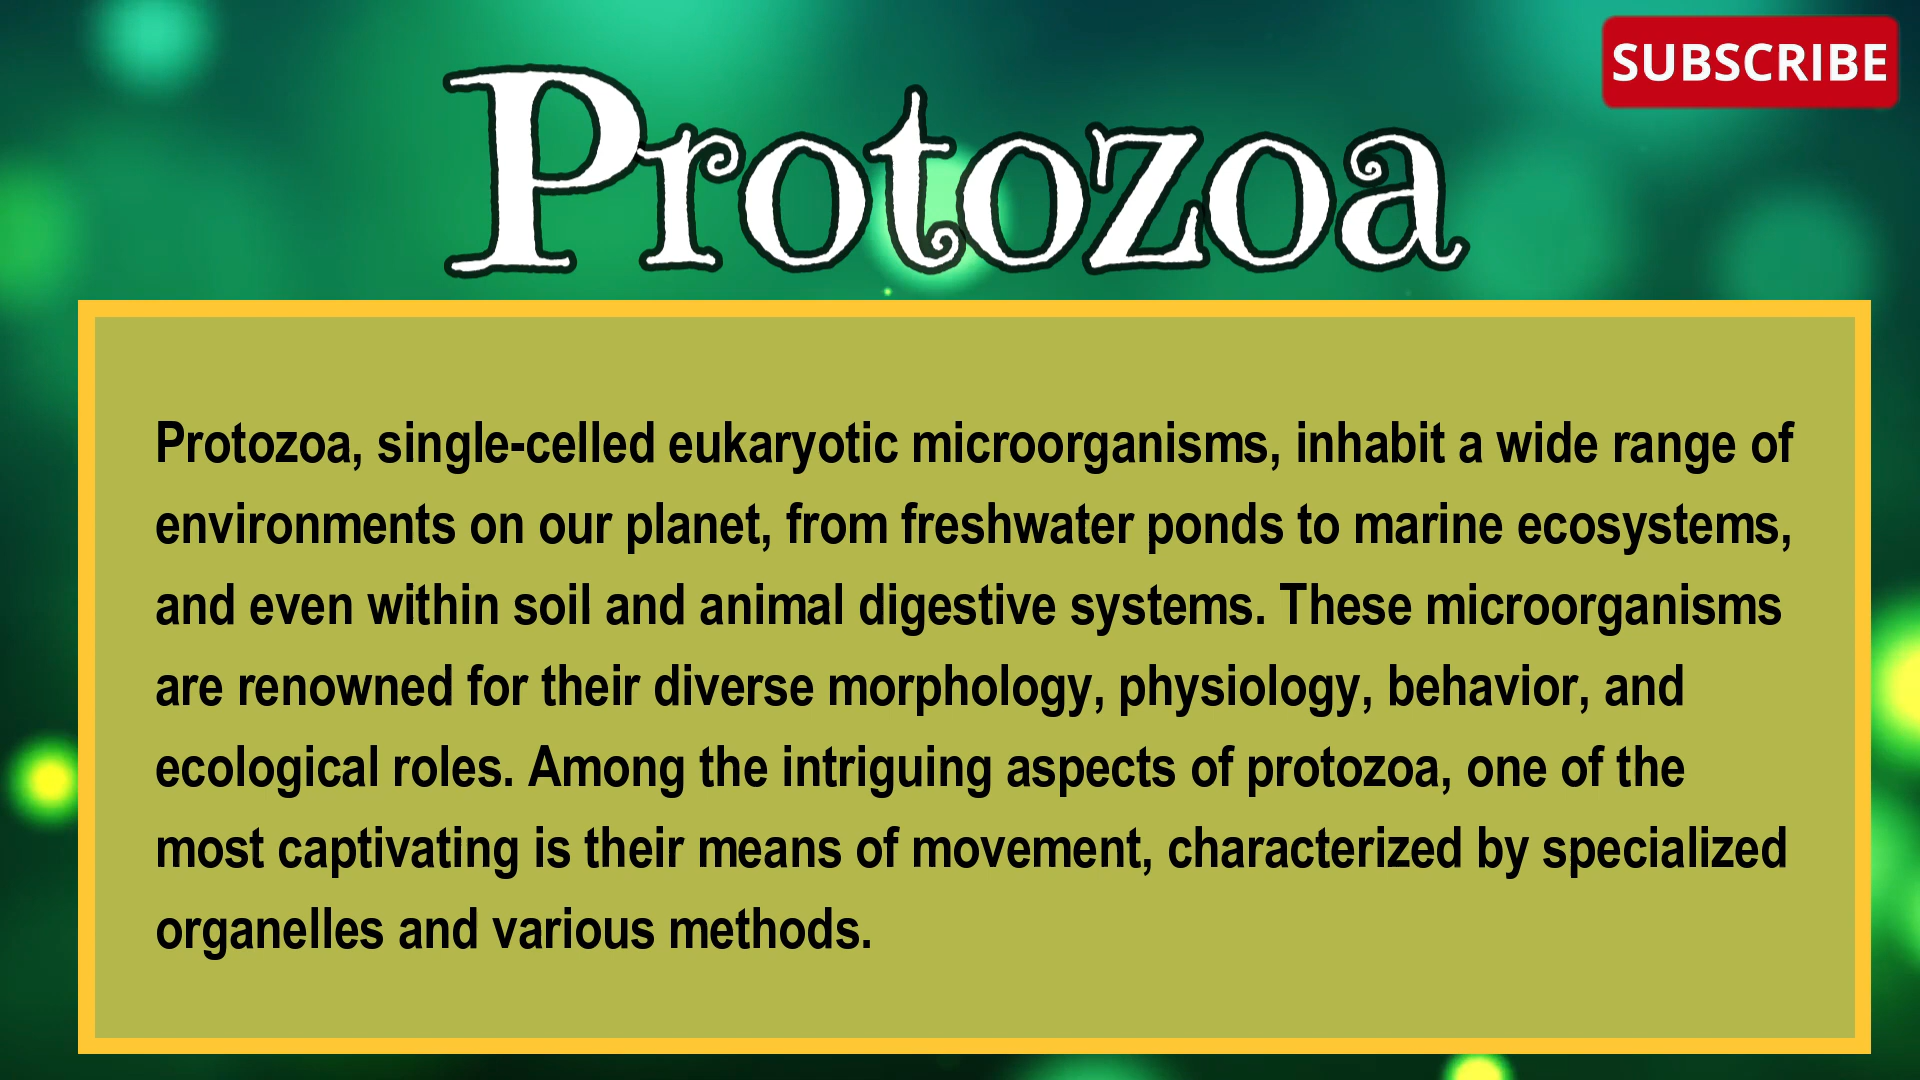 SUBSCRIBE
Protozoa
Protozoa, single-celled eukaryotic microorganisms, inhabit a wide range of
environments on our planet, from freshwater ponds to marine ecosystems,
and even within soil and animal digestive systems. These microorganisms
are renowned for their diverse morphology, physiology, behavior, and
ecological roles. Among the intriguing aspects of protozoa, one of the
most captivating is their means of movement, characterized by specialized
organelles and various methods.